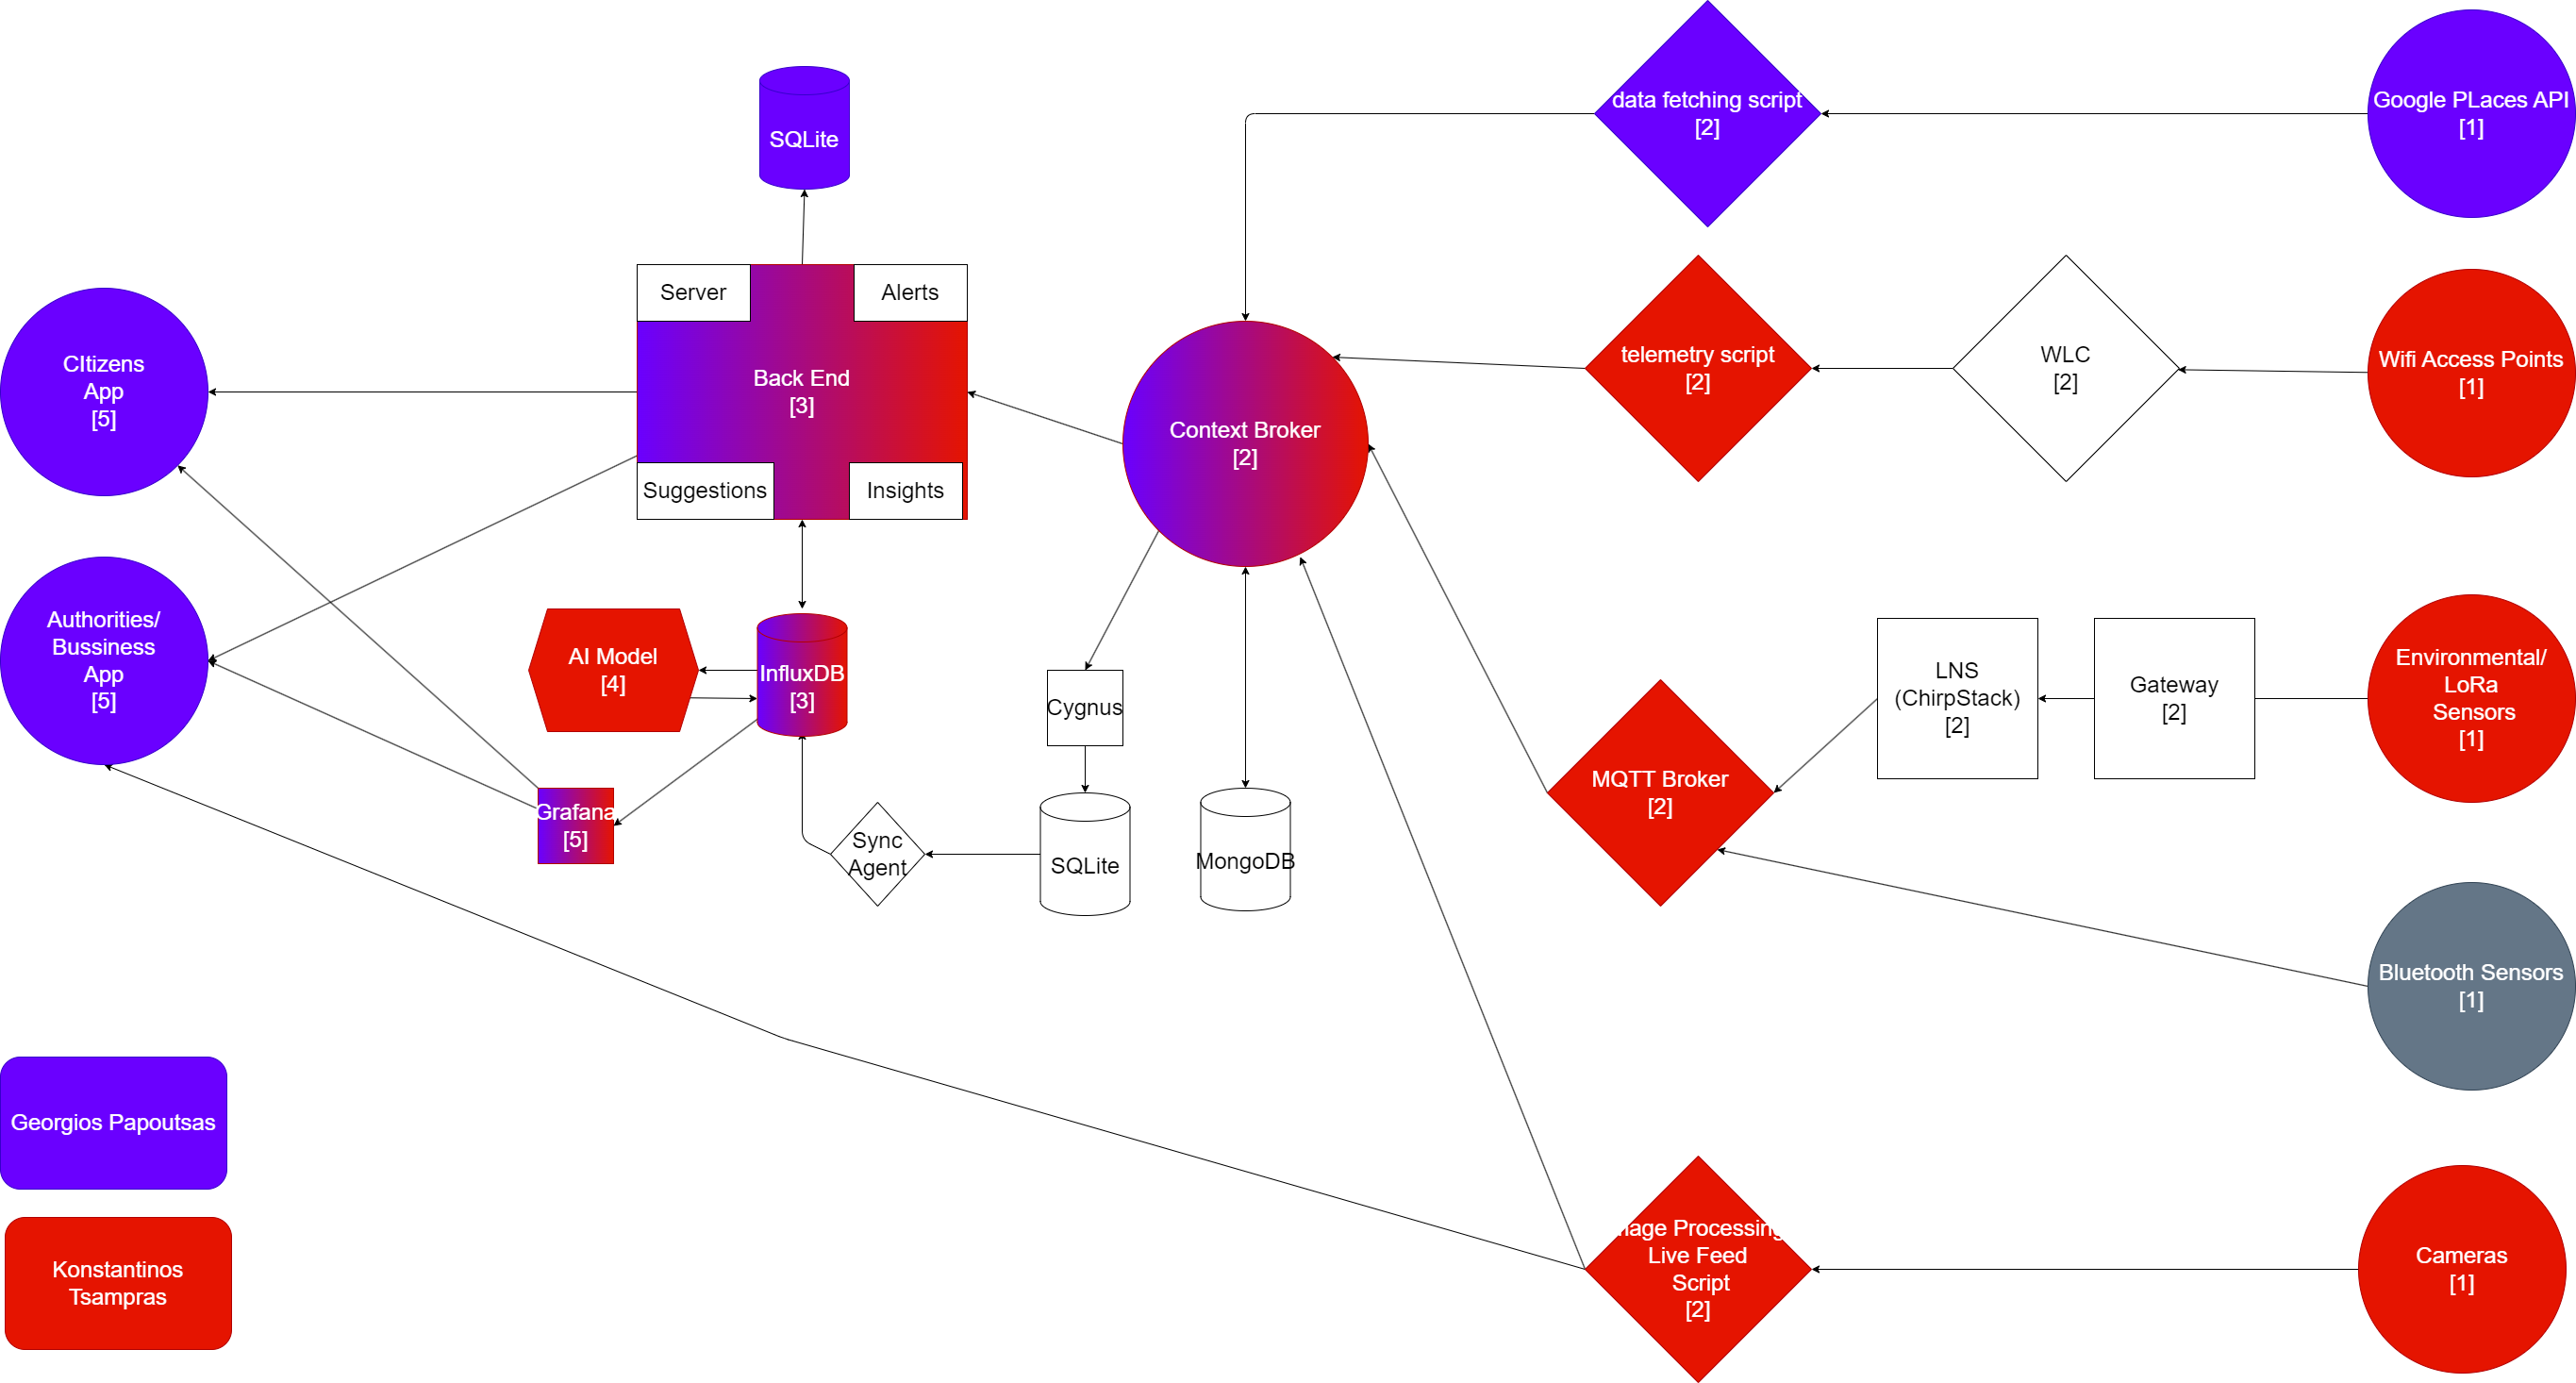 SQLite
data fetching script
[2]
Google PLaces API
[1]
Server
Alerts
Back End
[3]
Suggestions
Insights
CItizens
App
[5]
Context Broker
[2]
telemetry script
[2]
WLC
[2]
Wifi Access Points
[1]
Authorities/
Bussiness
App
[5]
AI Model
[4]
InfluxDB
[3]
Cygnus
LNS
(ChirpStack)
[2]
Gateway
[2]
Environmental/
LoRa
Sensors
[1]
MQTT Broker
[2]
Grafana
[5]
Sync
Agent
SQLite
MongoDB
Bluetooth Sensors
[1]
Georgios Papoutsas
Konstantinos
Tsampras
Processing
Live Feed
Script
[2]
Cameras
[1]